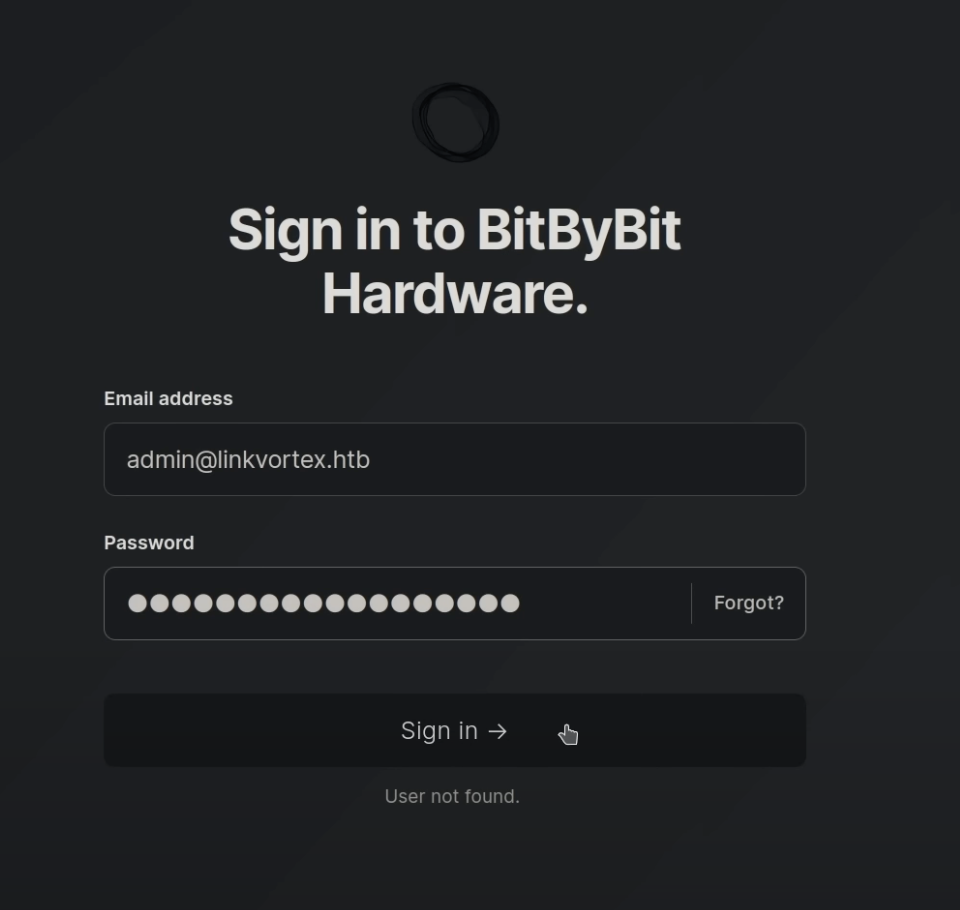 Sign in to BitByBit
Hardware.
Email address
admin@linkvortex.htb
Password
●●●●●●●●●●●●●●●●●●
Forgot?
Sign in →
User not found.